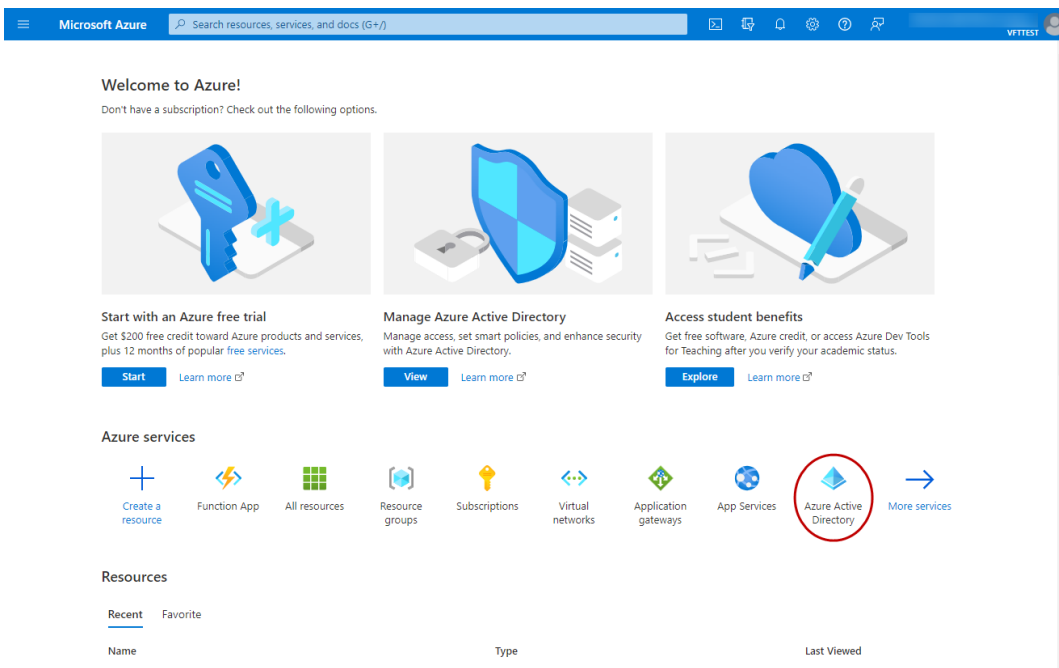 Microsoft Azure
Search resources, services, and docs (G+/)
VFTTEST
Welcome to Azure!
Don't have a subscription? Check out the following options.
Start with an Azure free trial
Get $200 free credit toward Azure products and services,
plus 12 months of popular free services.
Start
Learn more
Manage Azure Active Directory
Manage access, set smart policies, and enhance security
with Azure Active Directory.
View
Learn more
Access student benefits
Get free software, Azure credit, or access Azure Dev Tools
for Teaching after you verify your academic status.
Explore
Learn more
Azure services
Create a
resource
Function App
All resources
Resource
groups
Subscriptions
Virtual
networks
Application
gateways
App Services
Azure Active
Directory
More services
Resources
Recent
Favorite
Name
Type
Last Viewed